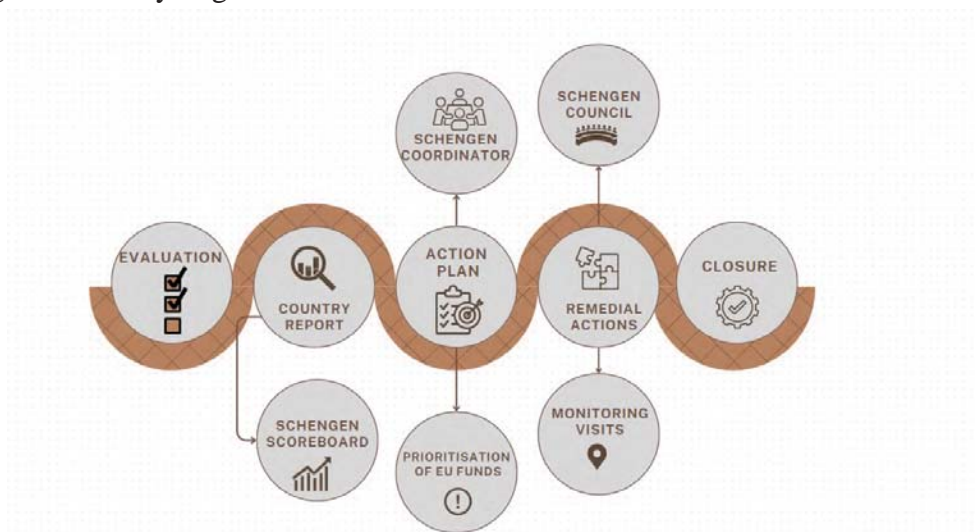 SCHENGEN
COORDINATOR
SCHENGEN
COUNCIL
EVALUATION
COUNTRY
REPORT
ACTION
PLAN
REMEDIAL
ACTIONS
CLOSURE
SCHENGEN
SCOREBOARD
PRIORITISATION
OF EU FUNDS
MONITORING
VISITS